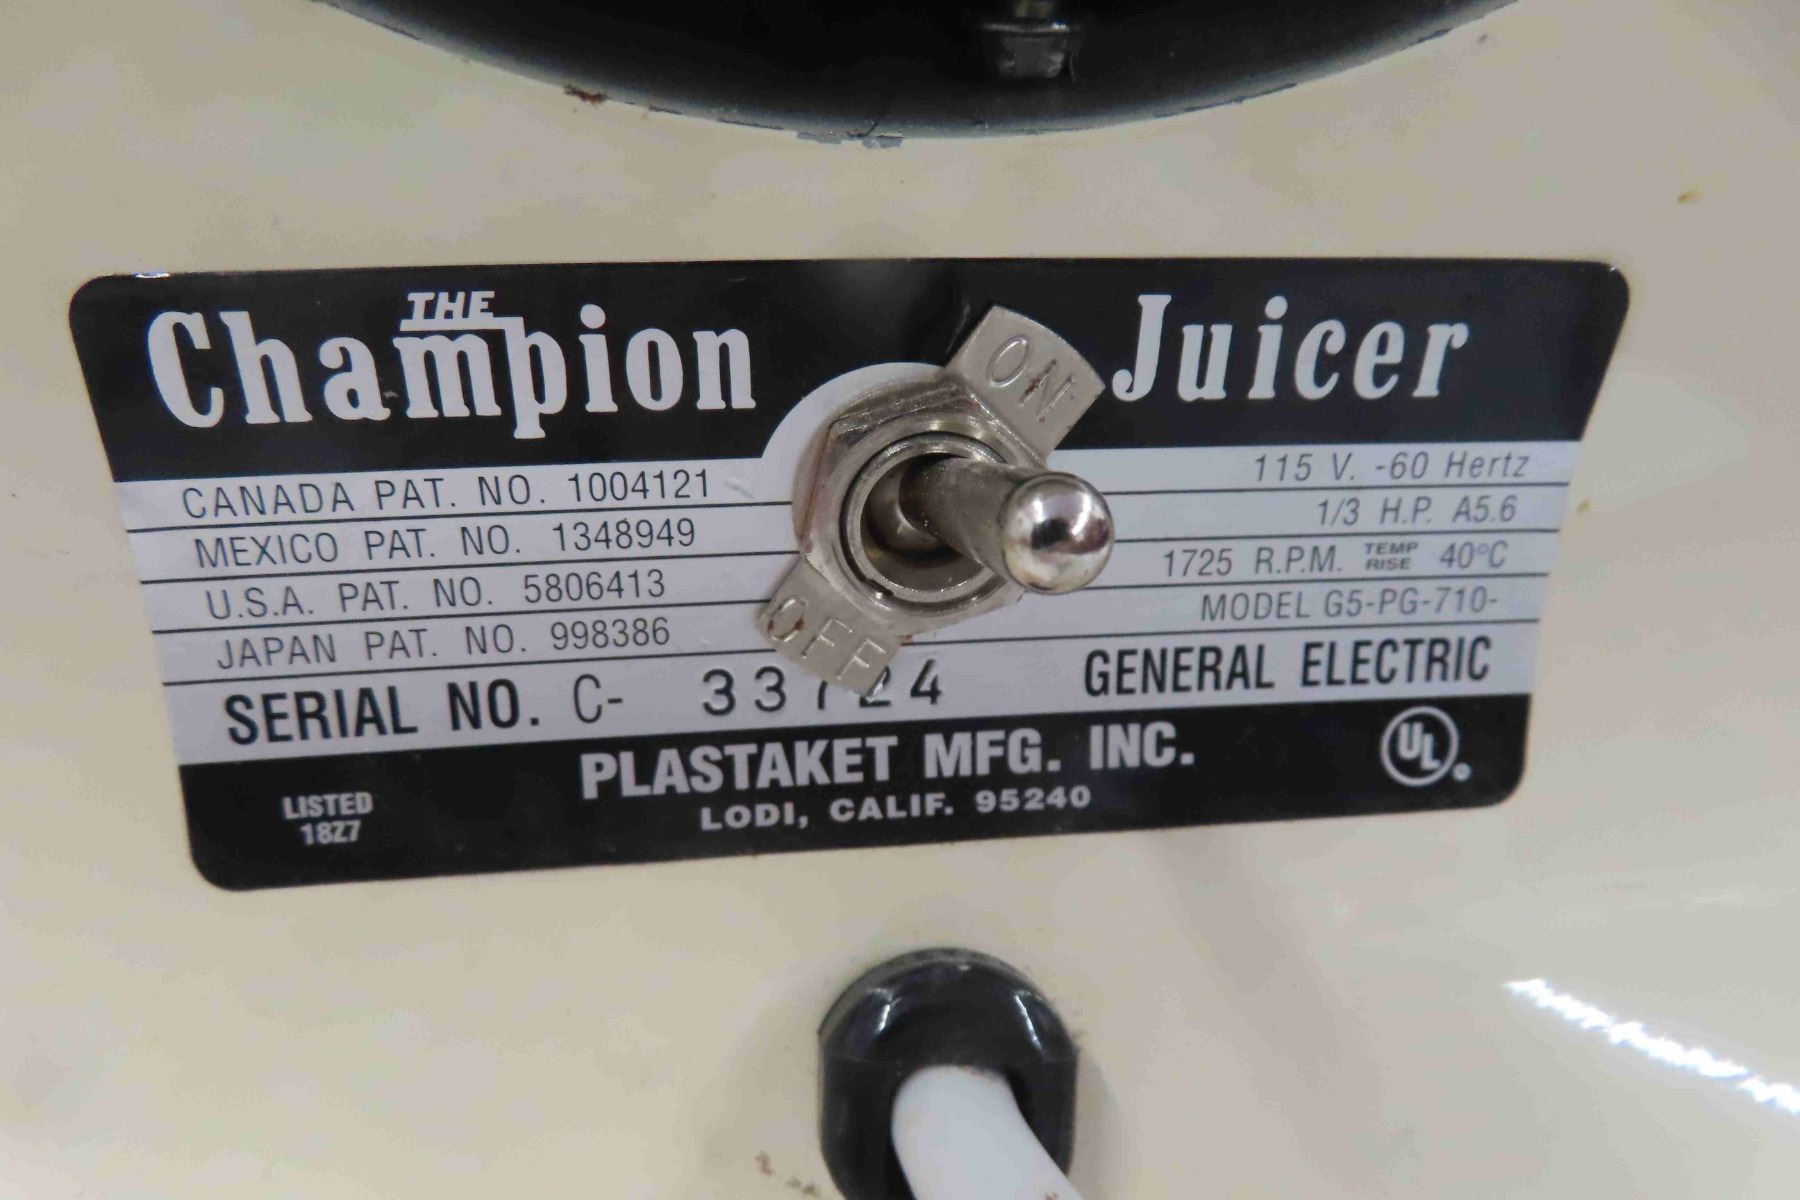 THE
Champion Juicer
ON
OFF
CANADA PAT. NO. 1004121
MEXICO PAT. NO. 1348949
U.S.A. PAT. NO. 5806413
JAPAN PAT. NO. 998386
115 V. -60 Hertz
1/3 H.P. A5.6
1725 R.P.M. TEMP RISE 40°C
MODEL G5-PG-710-
SERIAL NO. C-
GENERAL ELECTRIC
PLASTAKET MFG. INC.
LODI, CALIF. 95240
LISTED
18Z7
UL